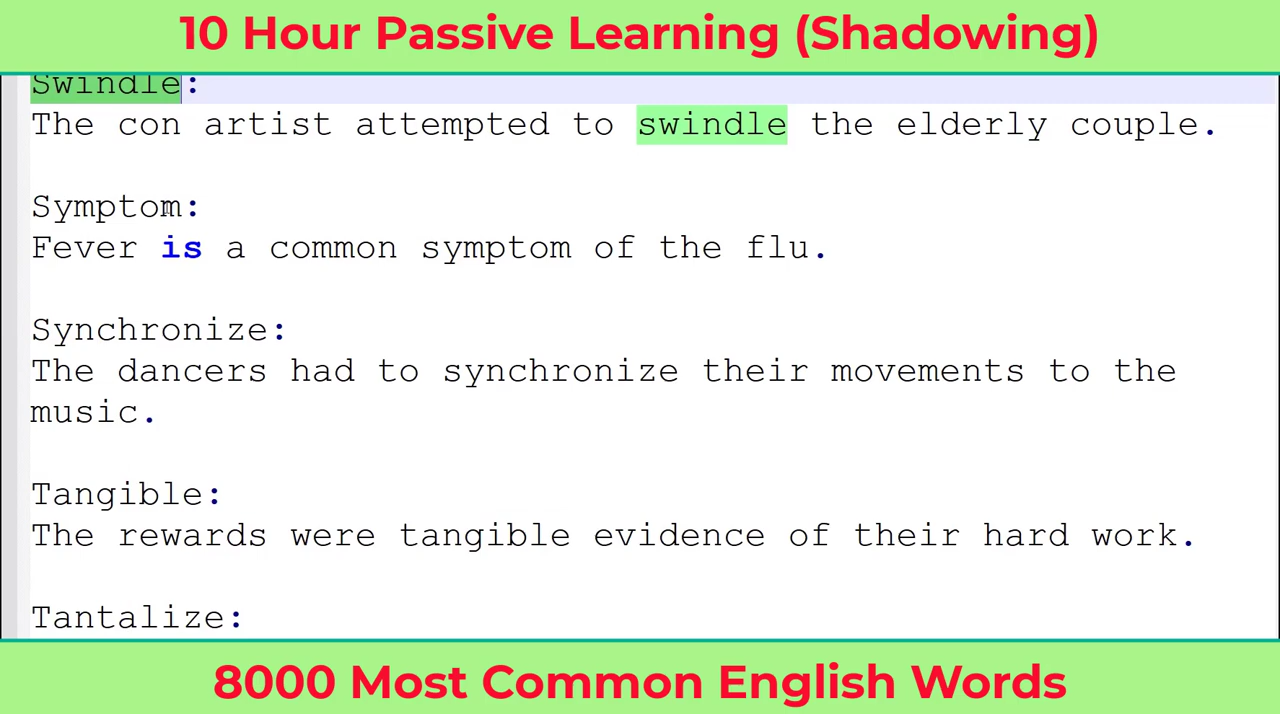 10 Hour Passive Learning (Shadowing)
Swindle:
The con artist attempted to swindle the elderly couple.
Symptom:
Fever is a common symptom of the flu.
Synchronize:
The dancers had to synchronize their movements to the
music.
Tangible:
The rewards were tangible evidence of their hard work.
Tantalize:
8000 Most Common English Words